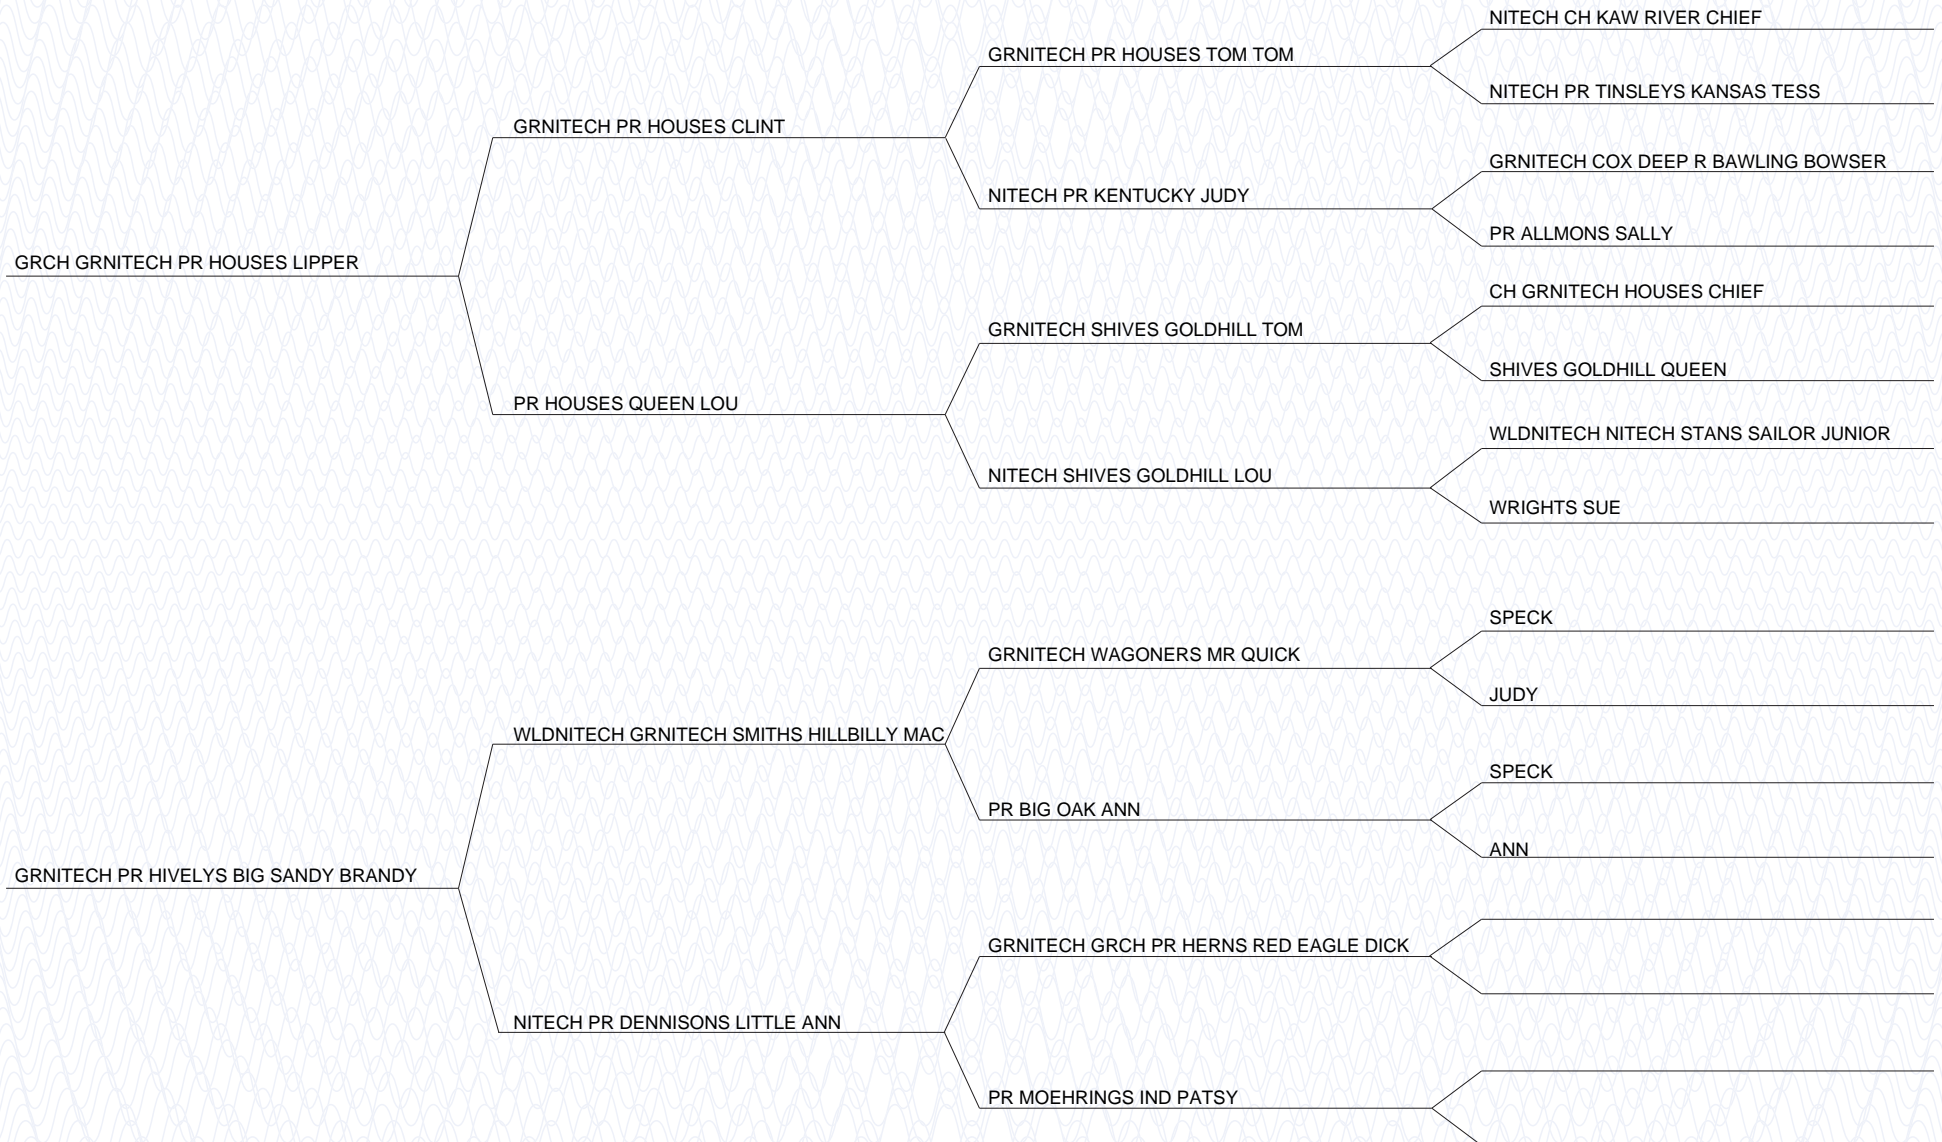 NITECH CH KAW RIVER CHIEF
GRNITECH PR HOUSES TOM TOM
NITECH PR TINSLEYS KANSAS TESS
GRNITECH PR HOUSES CLINT
GRNITECH COX DEEP R BAWLING BOWSER
NITECH PR KENTUCKY JUDY
PR ALLMONS SALLY
GRCH GRNITECH PR HOUSES LIPPER
CH GRNITECH HOUSES CHIEF
GRNITECH SHIVES GOLDHILL TOM
SHIVES GOLDHILL QUEEN
PR HOUSES QUEEN LOU
WLDNITECH NITECH STANS SAILOR JUNIOR
NITECH SHIVES GOLDHILL LOU
WRIGHTS SUE
SPECK
GRNITECH WAGONERS MR QUICK
JUDY
WLDNITECH GRNITECH SMITHS HILLBILLY MAC
SPECK
PR BIG OAK ANN
ANN
GRNITECH PR HIVELYS BIG SANDY BRANDY
GRNITECH GRCH PR HERNS RED EAGLE DICK
NITECH PR DENNISONS LITTLE ANN
PR MOEHRINGS IND PATSY